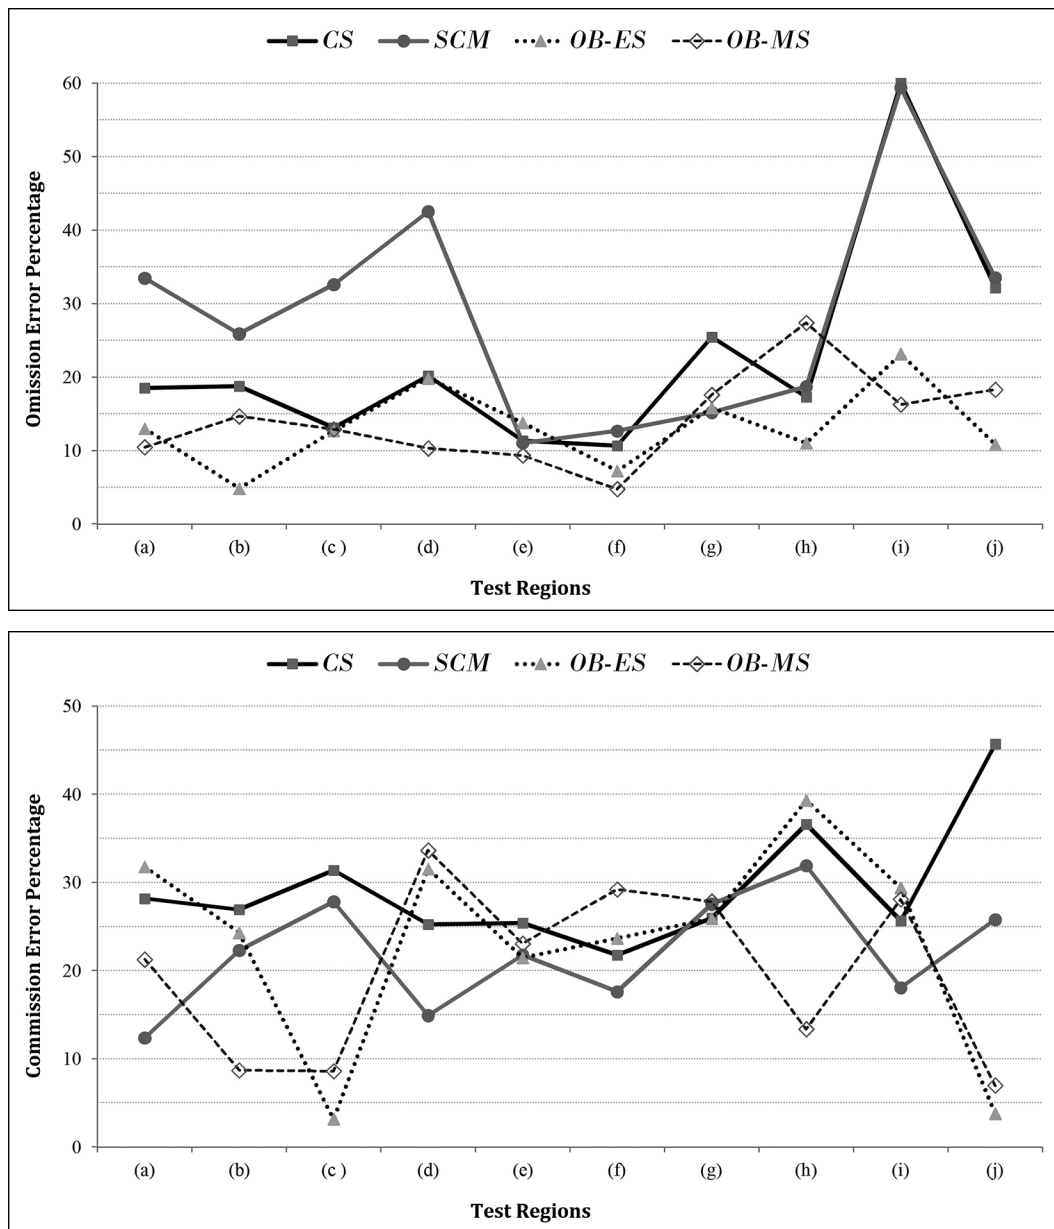 CS SCM OB-ES OB-MS
Omission Error Percentage
60
50
40
30
20
10
0
(a) (b) (c ) (d) (e) (f) (g) (h) (i) (j)
Test Regions
CS SCM OB-ES OB-MS
Commission Error Percentage
50
40
30
20
10
0
(a) (b) (c ) (d) (e) (f) (g) (h) (i) (j)
Test Regions